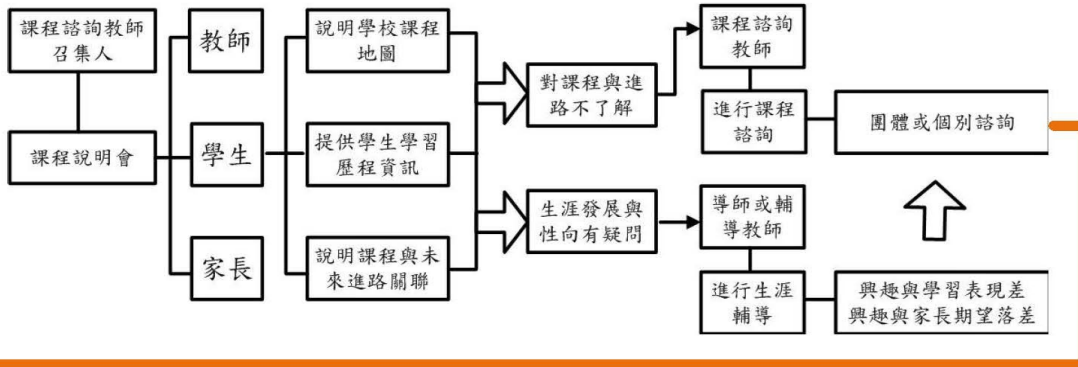 課程諮詢教師
召集人
課程說明會
教師
學生
家長
說明學校課程
地圖
提供學生學習
歷程資訊
說明課程與未
來進路關聯
對課程與進
路不了解
生涯發展與
性向有疑問
課程諮詢
教師
進行課程
諮詢
團體或個別諮詢
導師或輔
導教師
進行生涯
輔導
興趣與學習表現差
興趣與家長期望落差